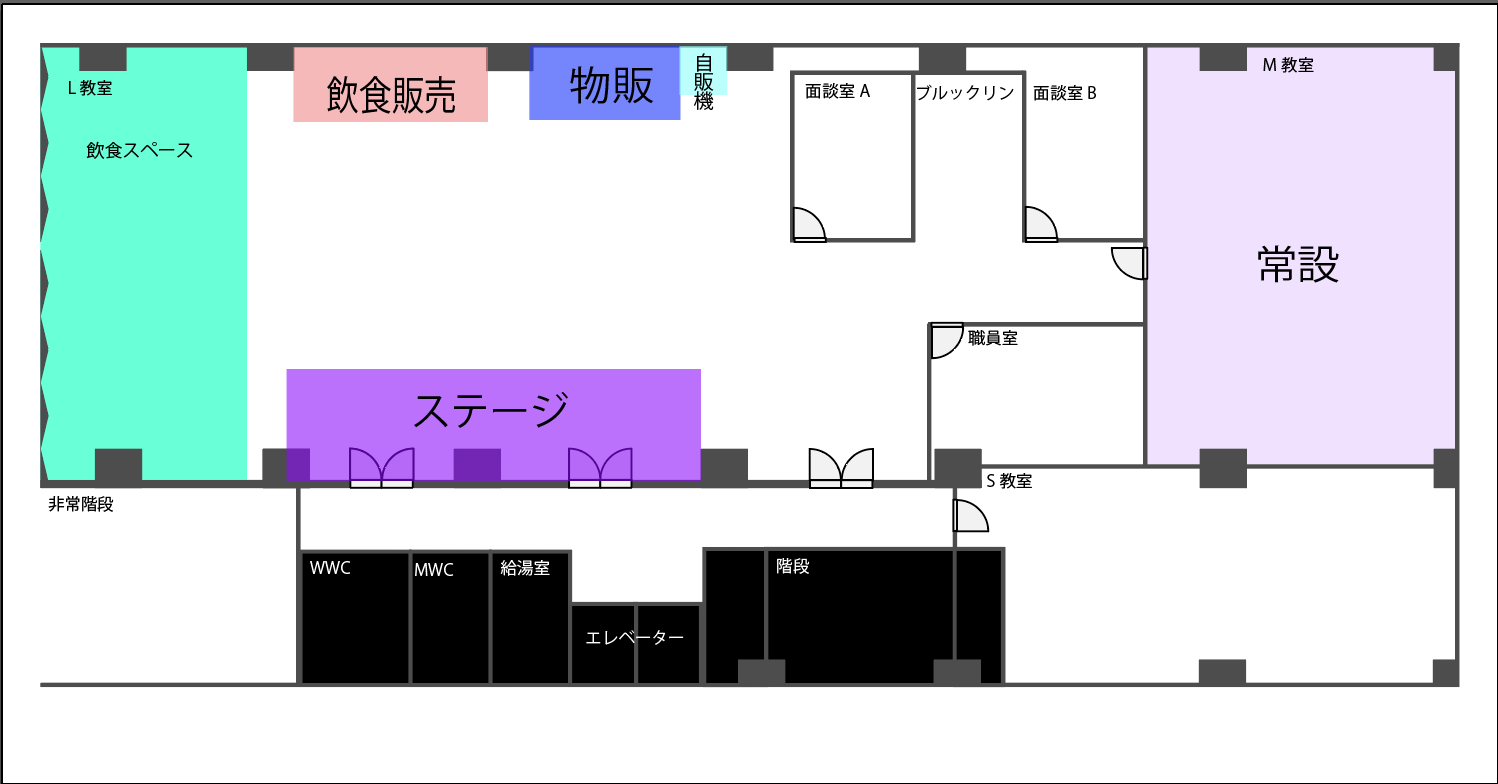 L 教室
飲食スペース
飲食販売
物販
自販機
面談室 A
ブルックリン
面談室 B
M 教室
常設
職員室
ステージ
S 教室
非常階段
WWC
MWC
給湯室
エレベーター
階段